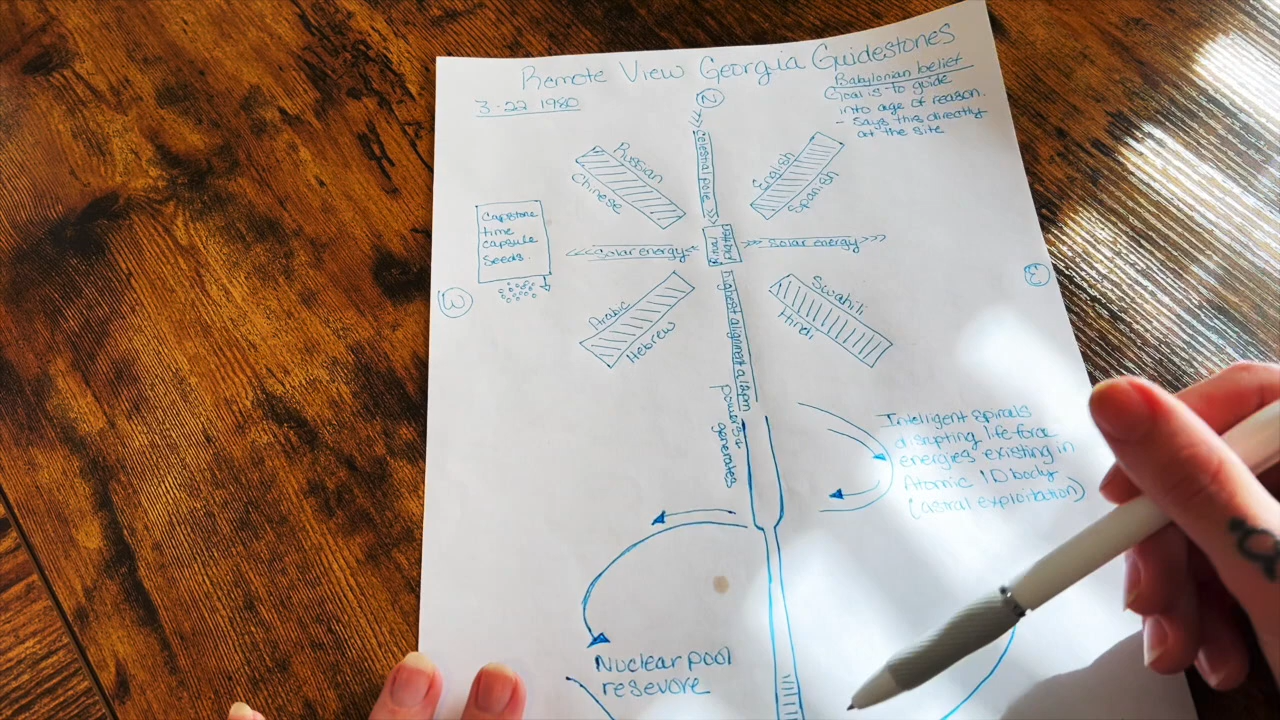 Remote View Georgia Guidestones
3-22 1980
Babylonian belief
Goal is to guide
into age of reason.
- Says this directly
at the site
N
celestial pole
Russian
Chinese
English
Spanish
Capstone
time
capsule
seeds.
solar energy
solar energy
W
E
Arabic
Hebrew
Swahili
Hindi
highest alignment @ 12pm
powers &
generates
Intelligent spirals
disrupting life force
energies existing in
Atomic 1D body
(astral exploitation)
Nuclear pool
resevore